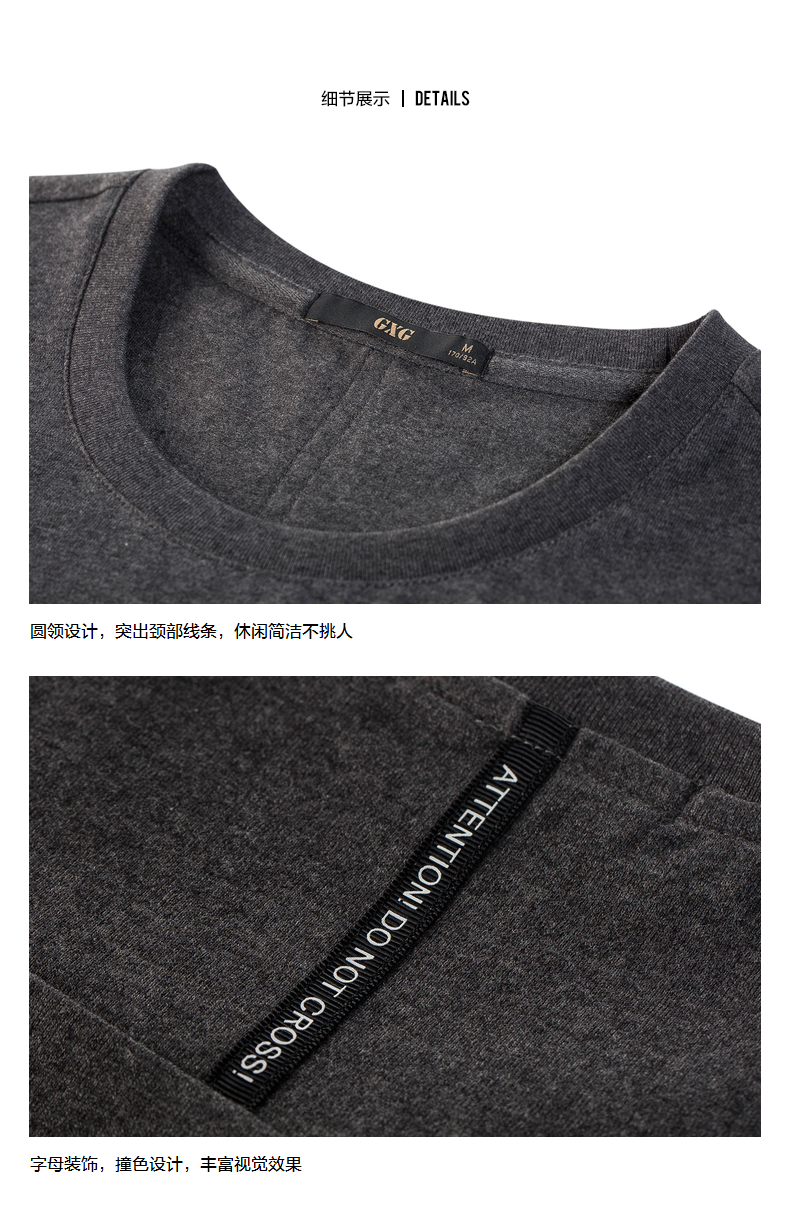 细节展示 | DETAILS
GXG
M
170/92A
圆领设计，突出颈部线条，休闲简洁不挑人
ATTENTION! DO NOT CROSS!
字母装饰，撞色设计，丰富视觉效果